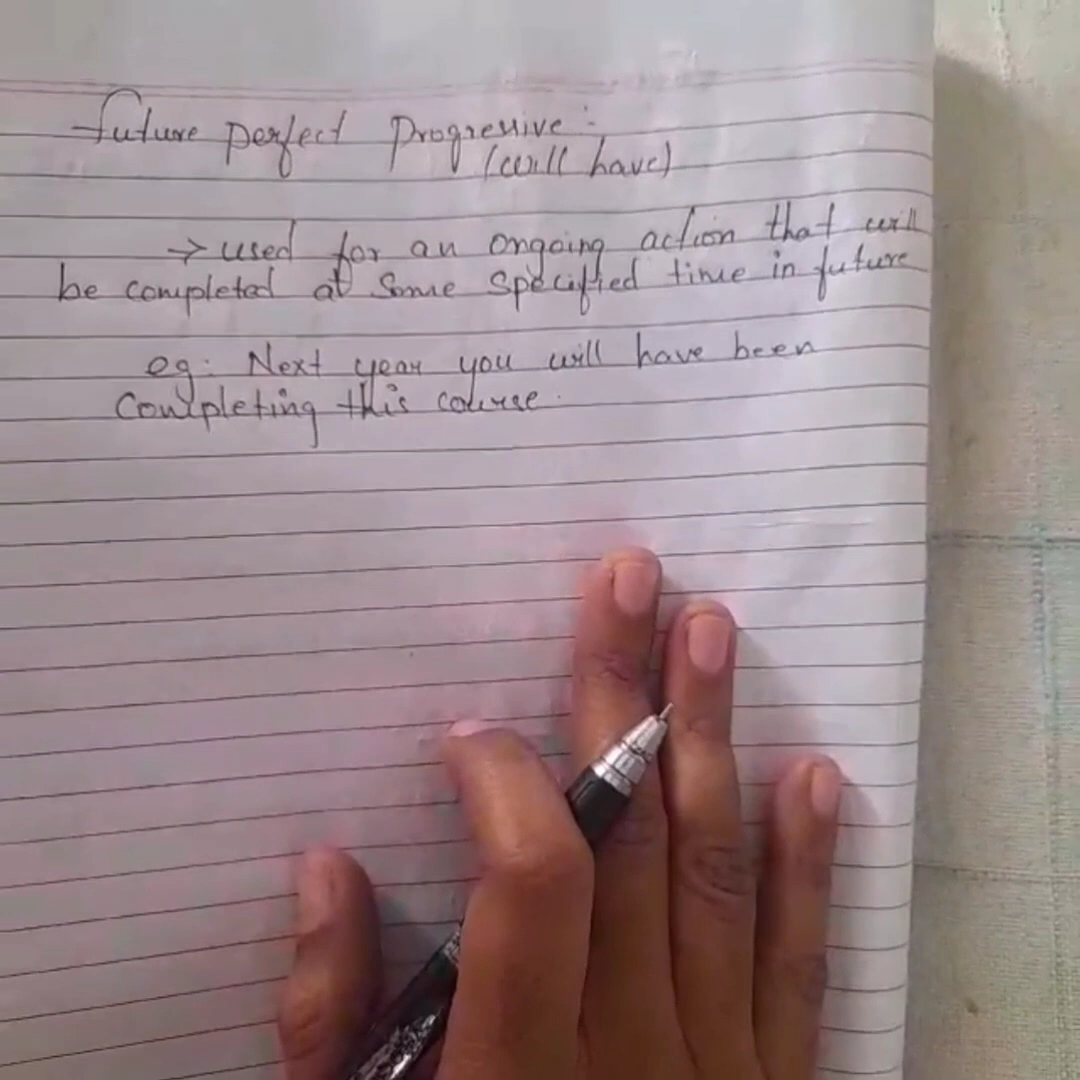 future perfect Progressive :-
(will have)
→ used for an ongoing action that will
be completed at some specified time in future
eg:- Next year you will have been
Completing this course.